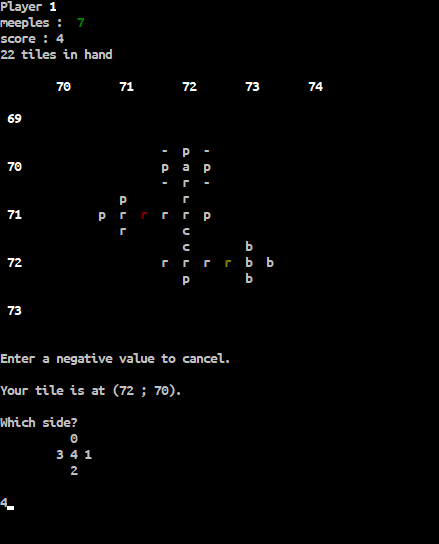 Player 1
meeples :  7
score : 4
22 tiles in hand
70 71 72 73 74
69
- p -
70 p a p
- r -
p r
71 p r r r r p
r c
c b
72 r r r r b b
p b
73
Enter a negative value to cancel.
Your tile is at (72 ; 70).
Which side?
0
3 4 1
2
4